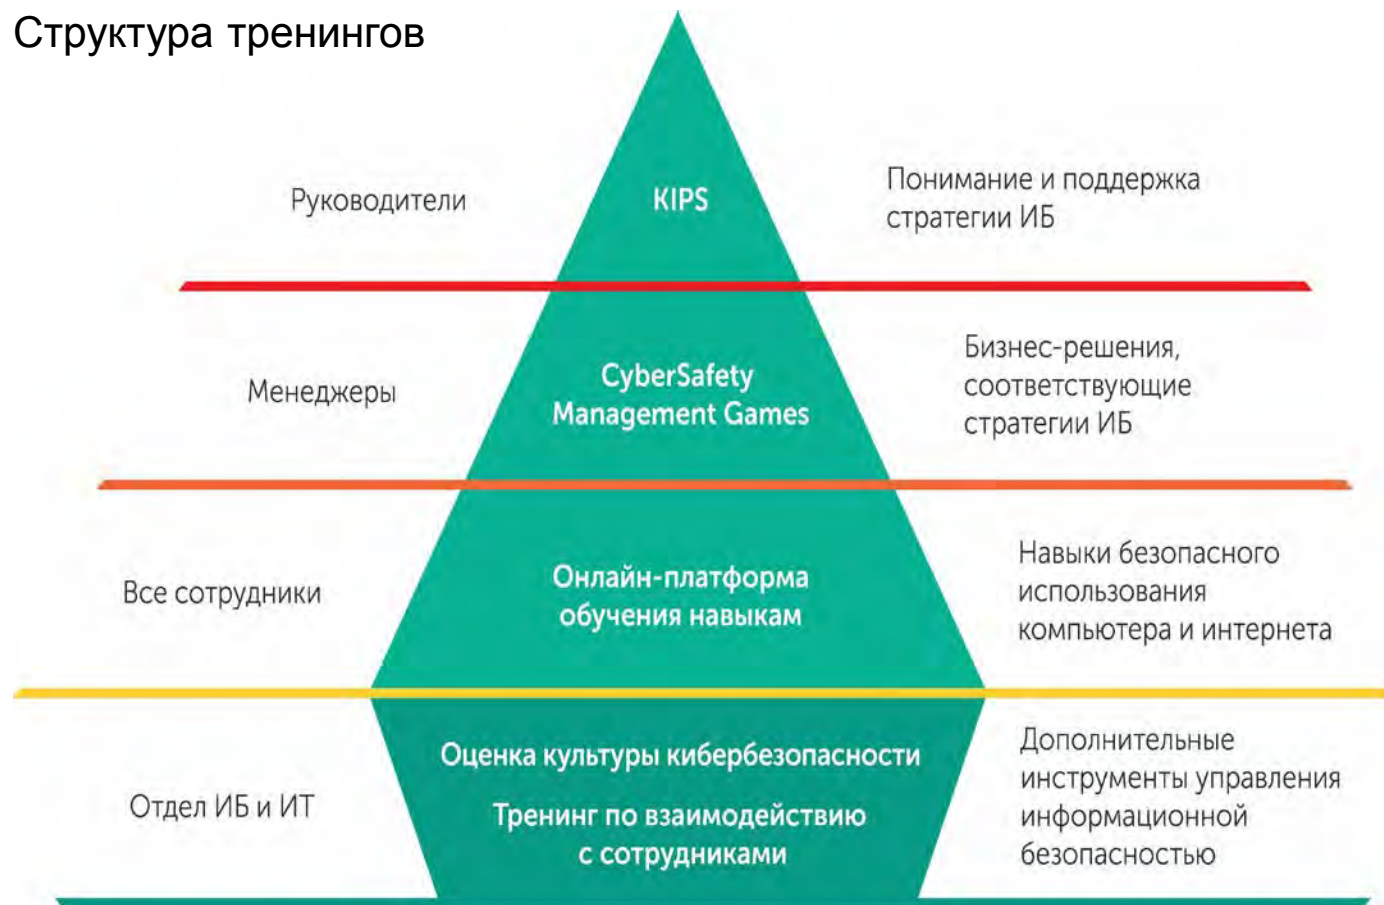 Структура тренингов
Руководители
KIPS
Понимание и поддержка
стратегии ИБ
Менеджеры
CyberSafety
Management Games
Бизнес-решения,
соответствующие
стратегии ИБ
Все сотрудники
Онлайн-платформа
обучения навыкам
Навыки безопасного
использования
компьютера и интернета
Отдел ИБ и ИТ
Оценка культуры кибербезопасности
Тренинг по взаимодействию
с сотрудниками
Дополнительные
инструменты управления
информационной
безопасностью